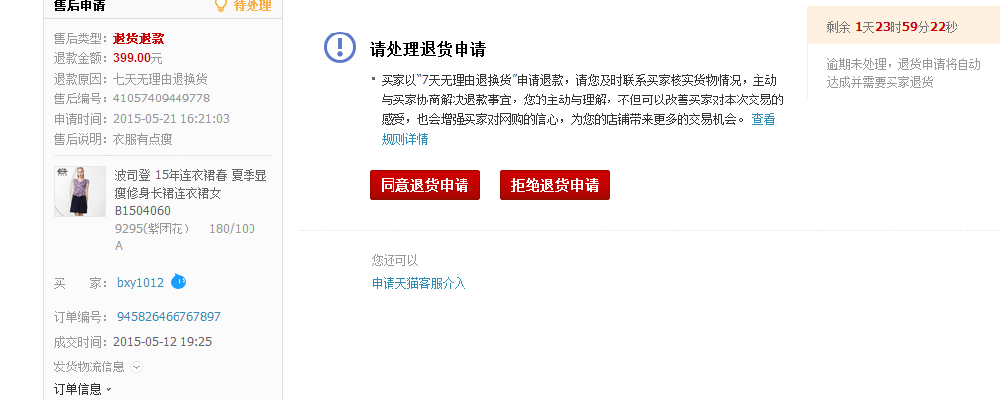 售后申请 待处理
售后类型： 退货退款
退款金额： 399.00元
退款原因： 七天无理由退换货
售后编号： 41057409449778
申请时间： 2015-05-21 16:21:03
售后说明： 衣服有点瘦
波司登 15年连衣裙春 夏季显
瘦修身长裙连衣裙女
B1504060
9295(紫团花） 180/100
A
买 家： bxy1012
订单编号： 945826466767897
成交时间： 2015-05-12 19:25
发货物流信息
订单信息
请处理退货申请
买家以“7天无理由退换货”申请退款，请您及时联系买家核实货物情况，主动
与买家协商解决退款事宜，您的主动与理解，不但可以改善买家对本次交易的
感受，也会增强买家对网购的信心，为您的店铺带来更多的交易机会。 查看
规则详情
同意退货申请 拒绝退货申请
您还可以
申请天猫客服介入
剩余 1天23时59分22秒
逾期未处理，退货申请将自动
达成并需要买家退货